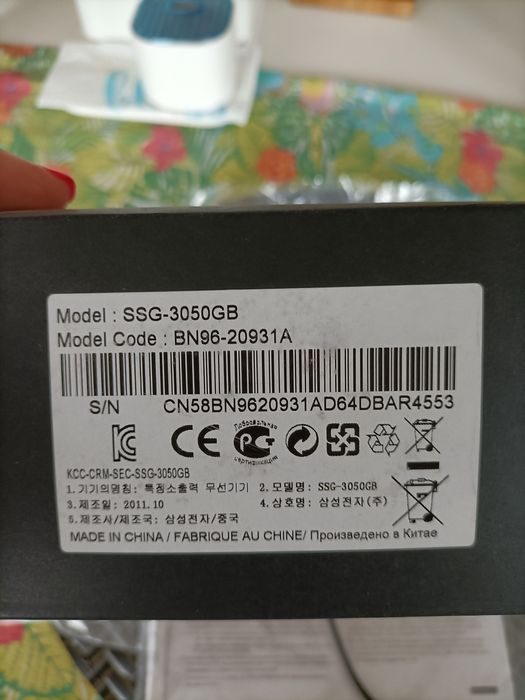 Model : SSG-3050GB
Model Code : BN96-20931A
S/N CN58BN9620931AD64DBAR4553
Добровольная
сертификация
KCC-CRM-SEC-SSG-3050GB
1. 기기의명칭: 특정소출력 무선기기 2. 모델명: SSG-3050GB
3. 제조일: 2011.10 4. 상호명: 삼성전자(주)
5. 제조사/제조국: 삼성전자/중국
MADE IN CHINA / FABRIQUE AU CHINE/ Произведено в Китае